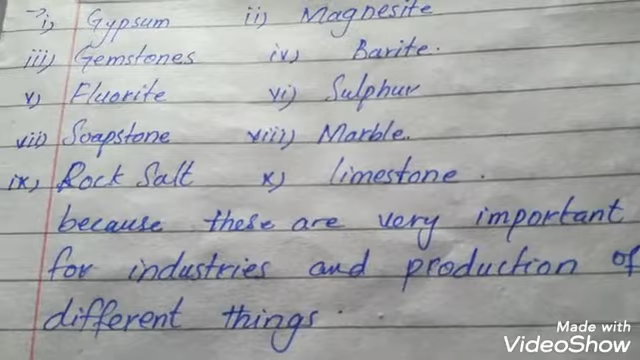 →i, Gypsum ii) Magnesite
iii) Gemstones iv, Barite.
v, Fluorite vi) Sulphur
vii) Soapstone viii) Marble.
ix, Rock Salt x, limestone.
because these are very important
for industries and production of
different things.
Made with
VideoShow